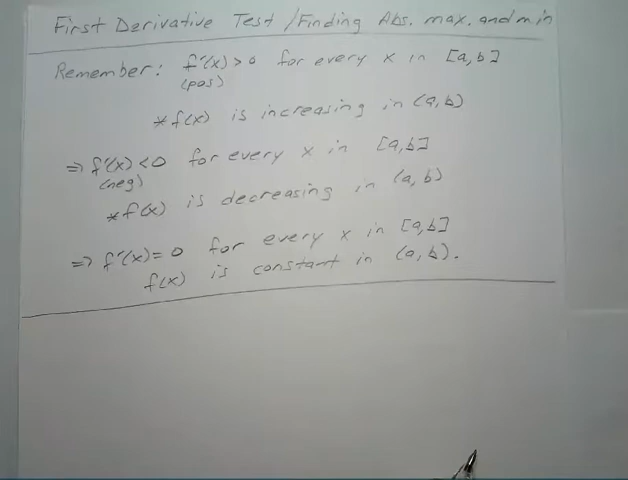 First Derivative Test / Finding Abs. max. and min
Remember: f'(x) > 0 for every x in [a,b]
(pos)
* f(x) is increasing in (a,b)
⇒ f'(x) < 0 for every x in [a,b]
(neg)
* f(x) is decreasing in (a,b)
⇒ f'(x) = 0 for every x in [a,b]
f(x) is constant in (a,b).